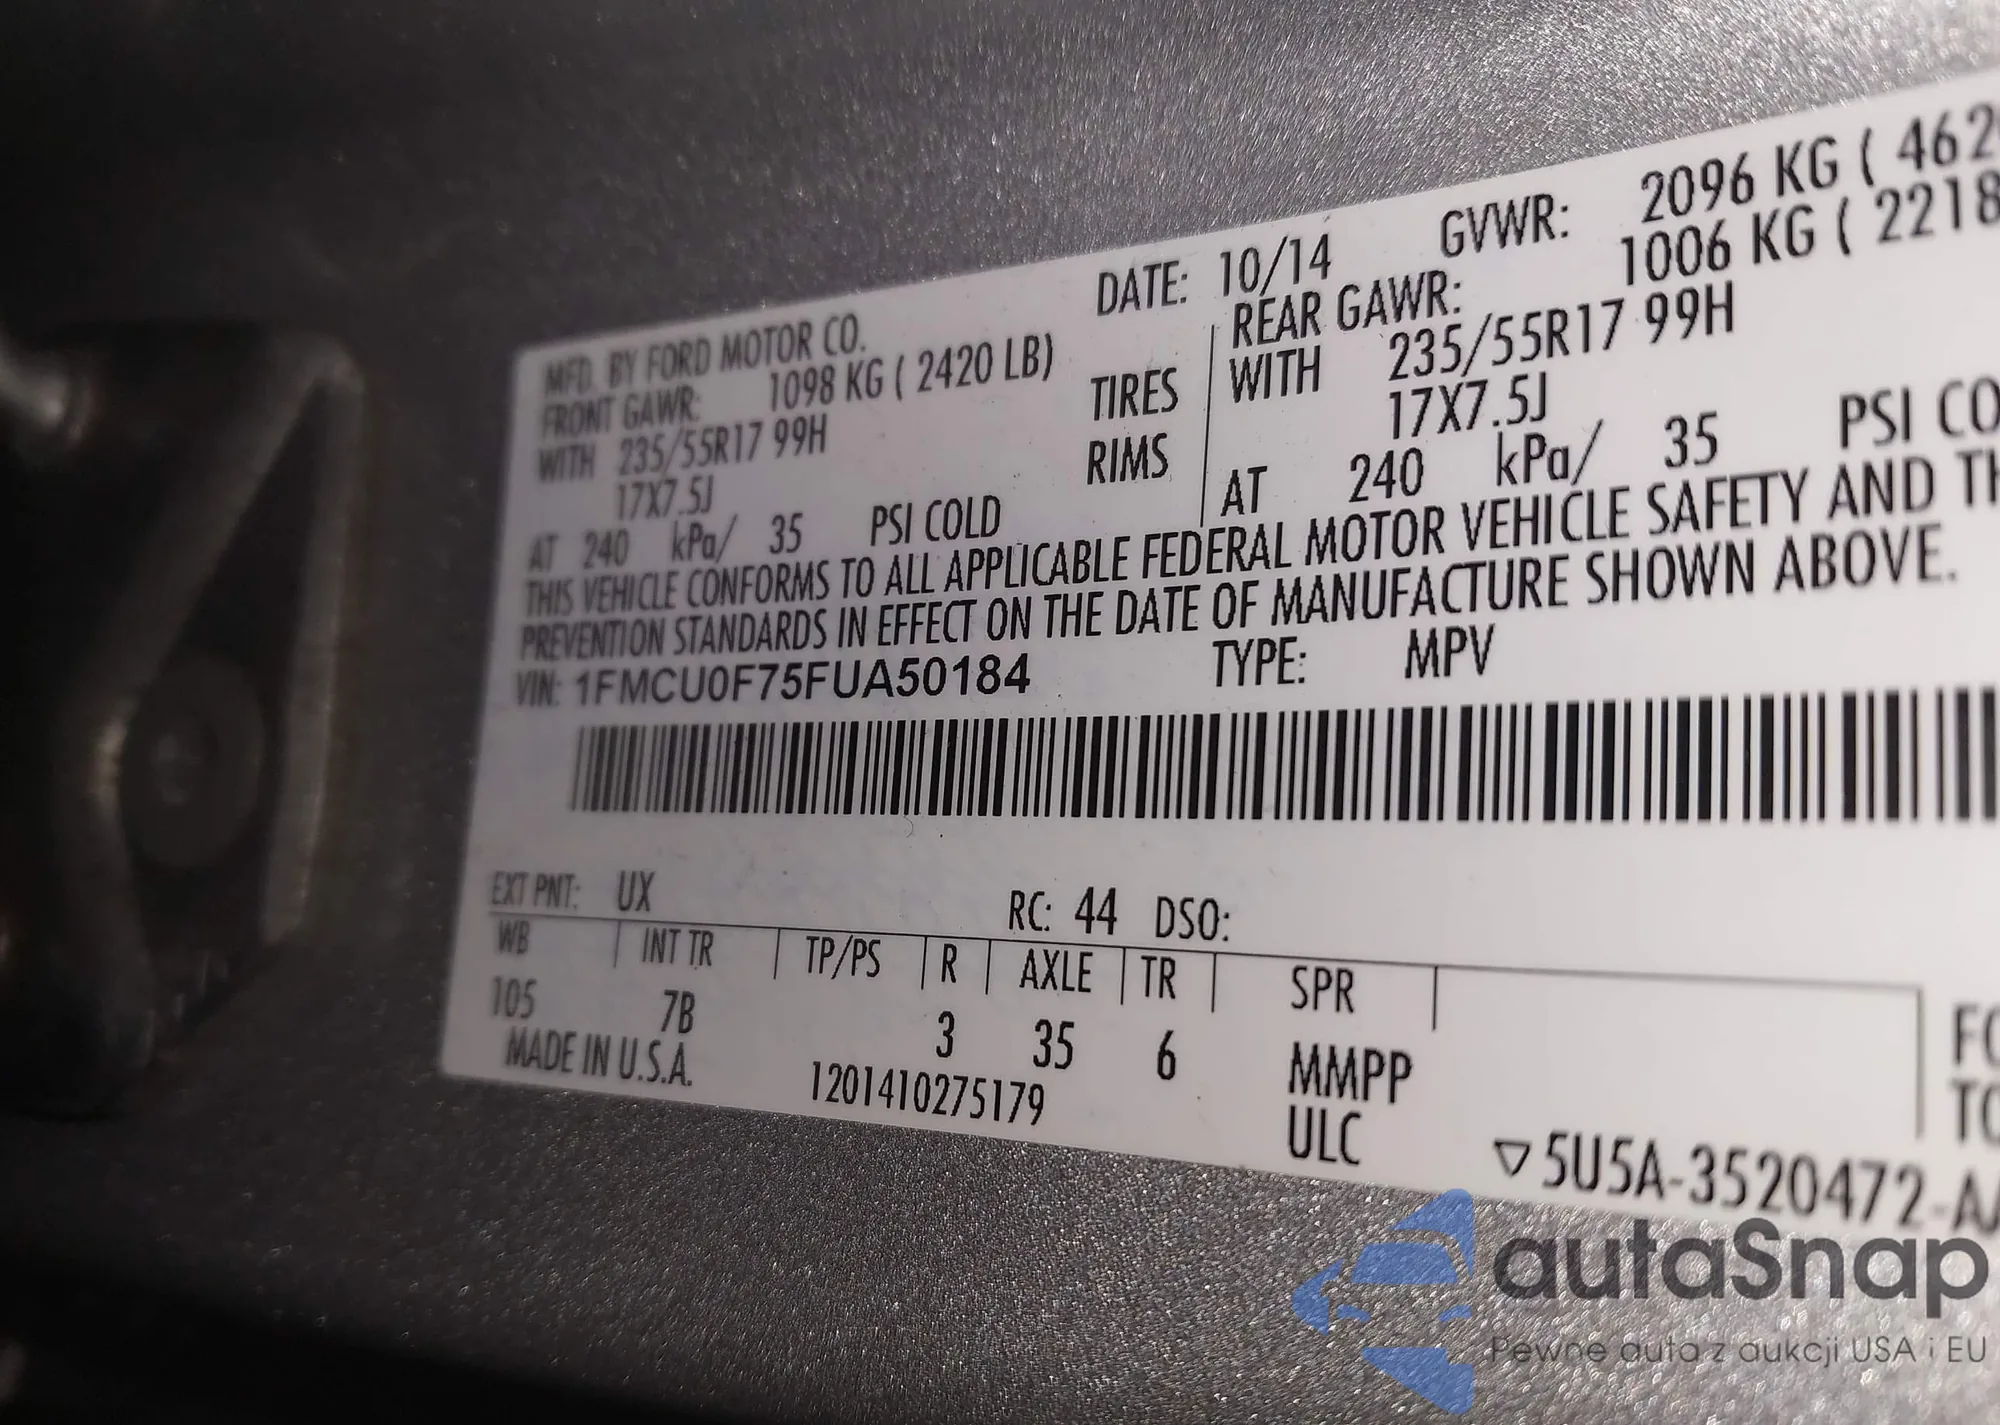 MFD. BY FORD MOTOR CO. DATE: 10/14 GVWR: 2096 KG ( 462
FRONT GAWR: 1098 KG ( 2420 LB) REAR GAWR: 1006 KG ( 2218
WITH 235/55R17 99H TIRES WITH 235/55R17 99H
17X7.5J RIMS 17X7.5J
AT 240 kPa/ 35 PSI COLD AT 240 kPa/ 35 PSI CO
THIS VEHICLE CONFORMS TO ALL APPLICABLE FEDERAL MOTOR VEHICLE SAFETY AND TH
PREVENTION STANDARDS IN EFFECT ON THE DATE OF MANUFACTURE SHOWN ABOVE.
VIN: 1FMCU0F75FUA50184 TYPE: MPV
EXT PNT: UX RC: 44 DSO:
WB INT TR TP/PS R AXLE TR SPR
105 7B 3 35 6 MMPP
MADE IN U.S.A. 1201410275179 ULC
FO
TO
▽5U5A-3520472-A
autaSnap
Pewne auta z aukcji USA i EU